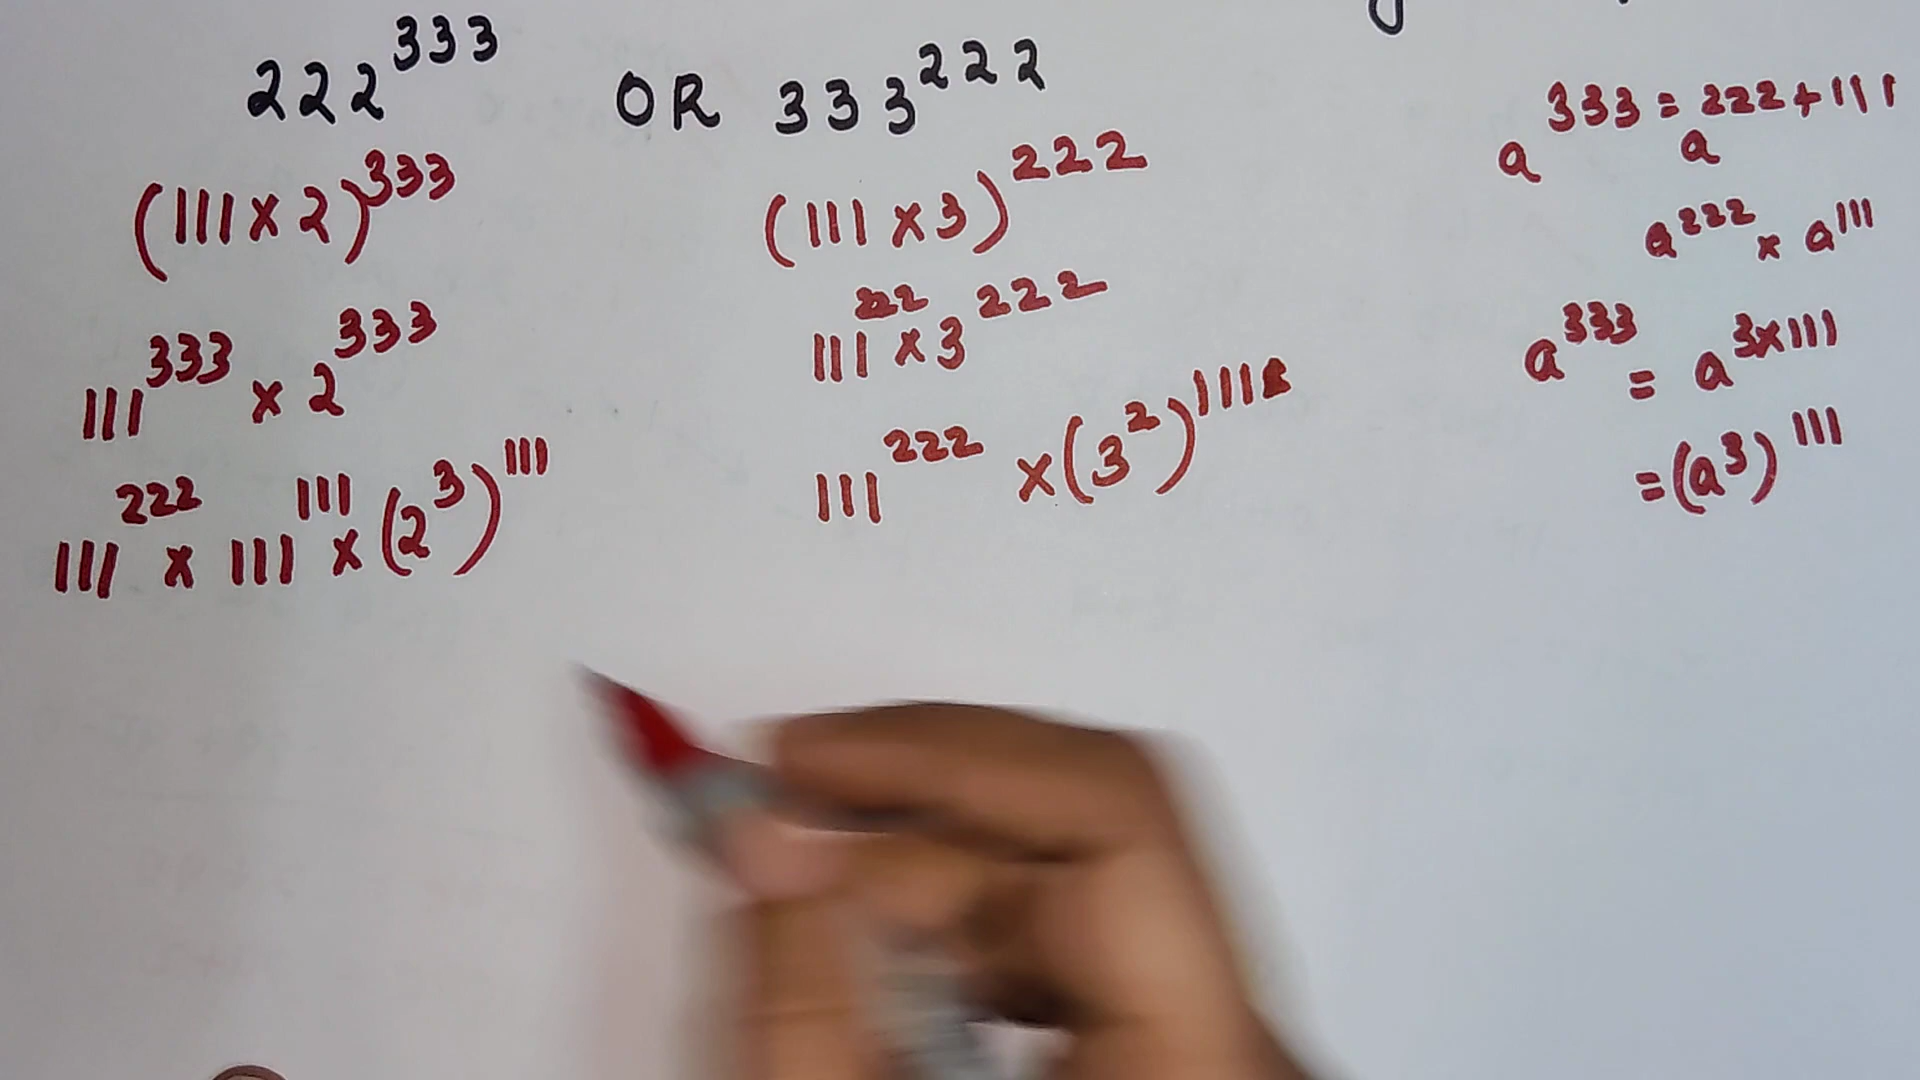 222^333 OR 333^222
(111×2)^333
111^333 × 2^333
111^222 × 111^111 × (2^3)^111
(111×3)^222
111^222 × 3^222
111^222 × (3^2)^111
a^333 = a^222+111
a^222 × a^111
a^333 = a^3×111
= (a^3)^111